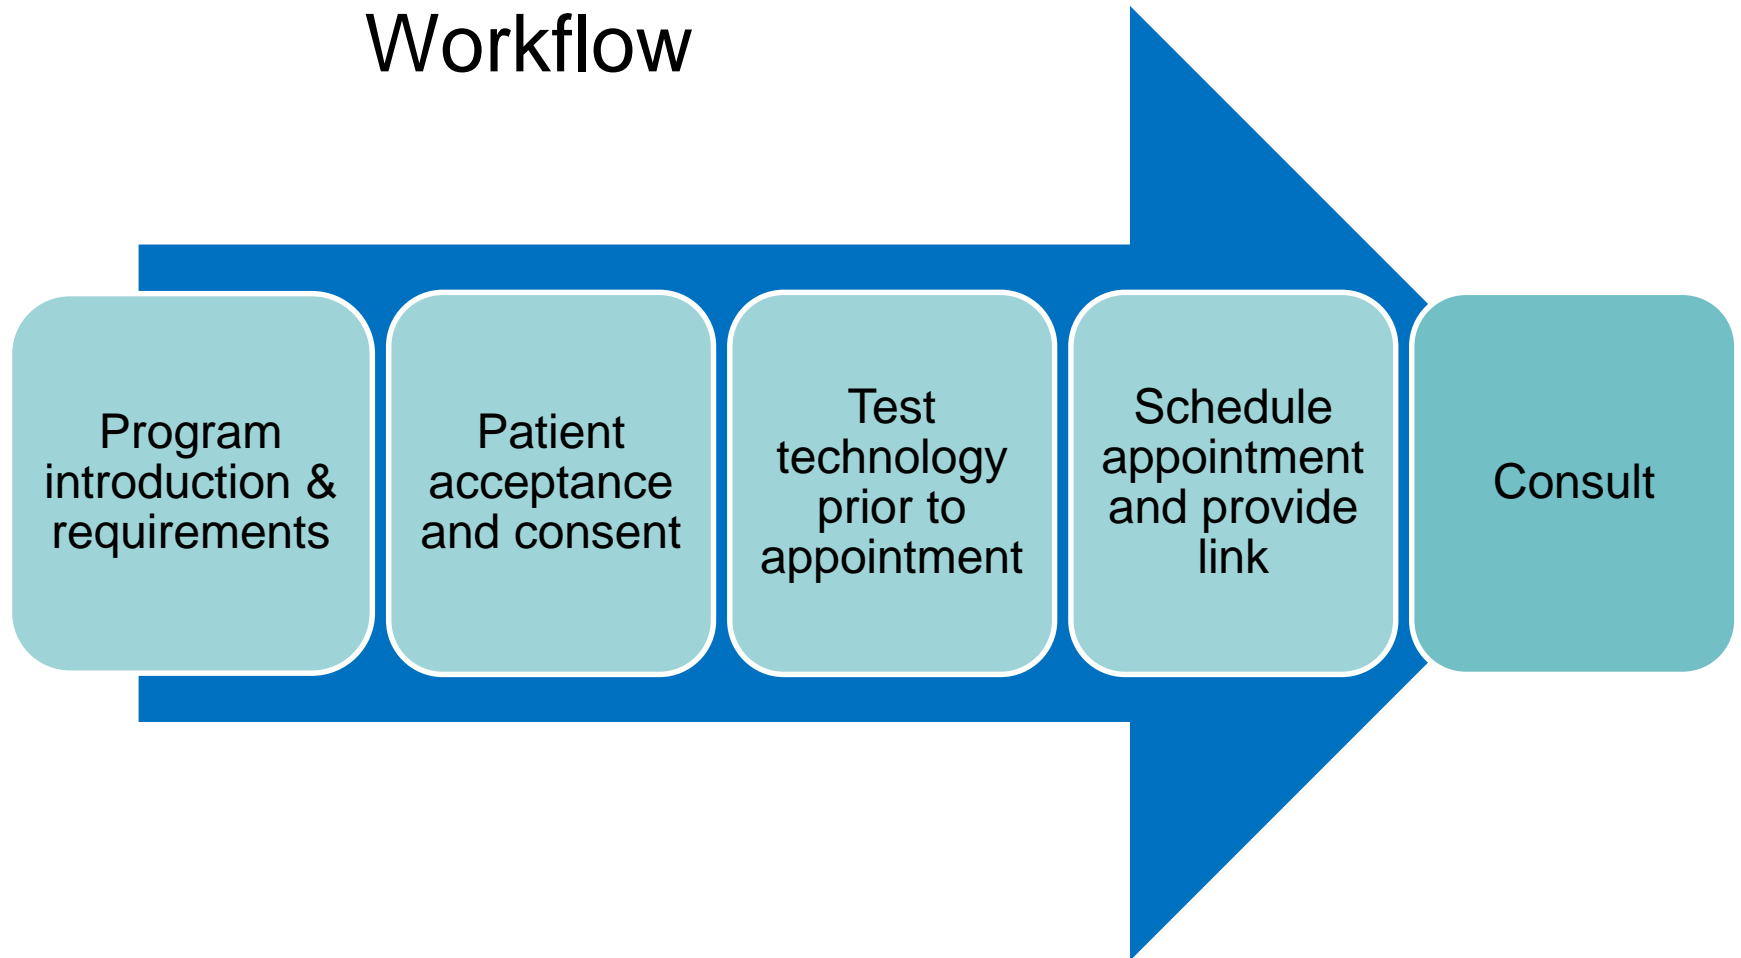 Workflow
Program
introduction &
requirements
Patient
acceptance
and consent
Test
technology
prior to
appointment
Schedule
appointment
and provide
link
Consult